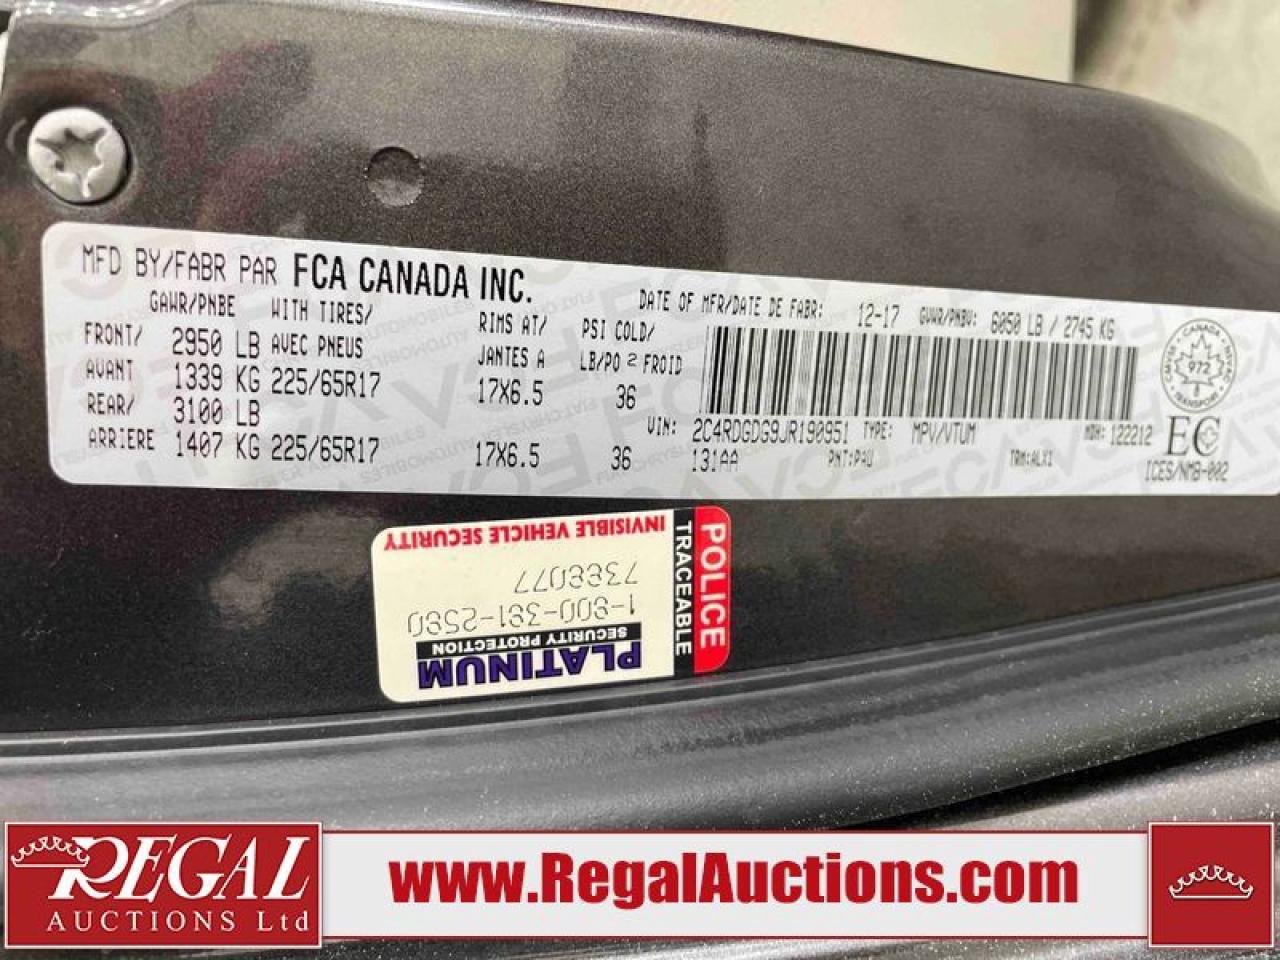 MFD BY/FABR PAR FCA CANADA INC.
DATE OF MFR/DATE DE FABR: 12-17 GVWR/PNBV: 6050 LB / 2745 KG
GAWR/PNBE WITH TIRES/ RIMS AT/ PSI COLD/
FRONT/ 2950 LB AVEC PNEUS JANTES A LB/PO 2 FROID
AVANT 1339 KG 225/65R17 17X6.5 36
REAR/ 3100 LB
ARRIERE 1407 KG 225/65R17 17X6.5 36
VIN: 2C4RDGDG9JR190951 TYPE: MPV/VTUM MDH: 122212
131AA PNT:PAU TRM:ALX1
CANADA
972
TRANSPORT
EC
ICES/NMB-002
POLICE
TRACEABLE
INVISIBLE VEHICLE SECURITY
7388077
1-800-381-2580
SECURITY PROTECTION
PLATINUM
REGAL
AUCTIONS Ltd
www.RegalAuctions.com